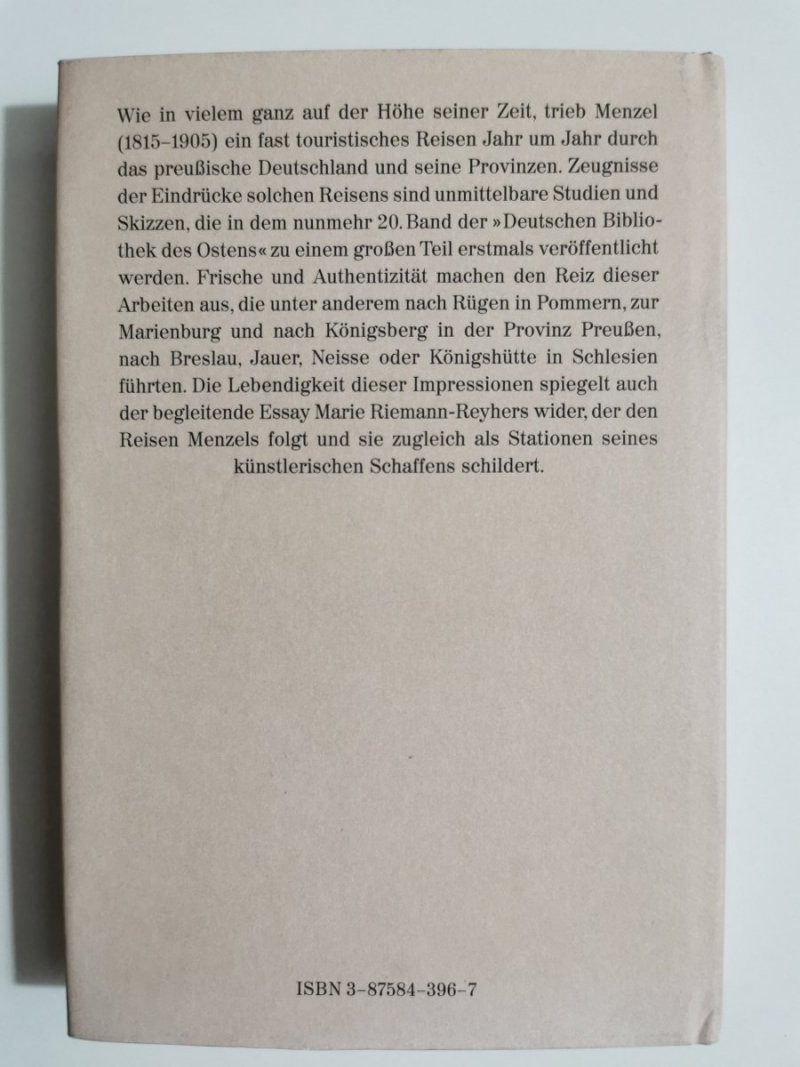 Wie in vielem ganz auf der Höhe seiner Zeit, trieb Menzel
(1815–1905) ein fast touristisches Reisen Jahr um Jahr durch
das preußische Deutschland und seine Provinzen. Zeugnisse
der Eindrücke solchen Reisens sind unmittelbare Studien und
Skizzen, die in dem nunmehr 20. Band der »Deutschen Biblio-
thek des Ostens« zu einem großen Teil erstmals veröffentlicht
werden. Frische und Authentizität machen den Reiz dieser
Arbeiten aus, die unter anderem nach Rügen in Pommern, zur
Marienburg und nach Königsberg in der Provinz Preußen,
nach Breslau, Jauer, Neisse oder Königshütte in Schlesien
führten. Die Lebendigkeit dieser Impressionen spiegelt auch
der begleitende Essay Marie Riemann-Reyhers wider, der den
Reisen Menzels folgt und sie zugleich als Stationen seines
künstlerischen Schaffens schildert.
ISBN 3–87584–396–7